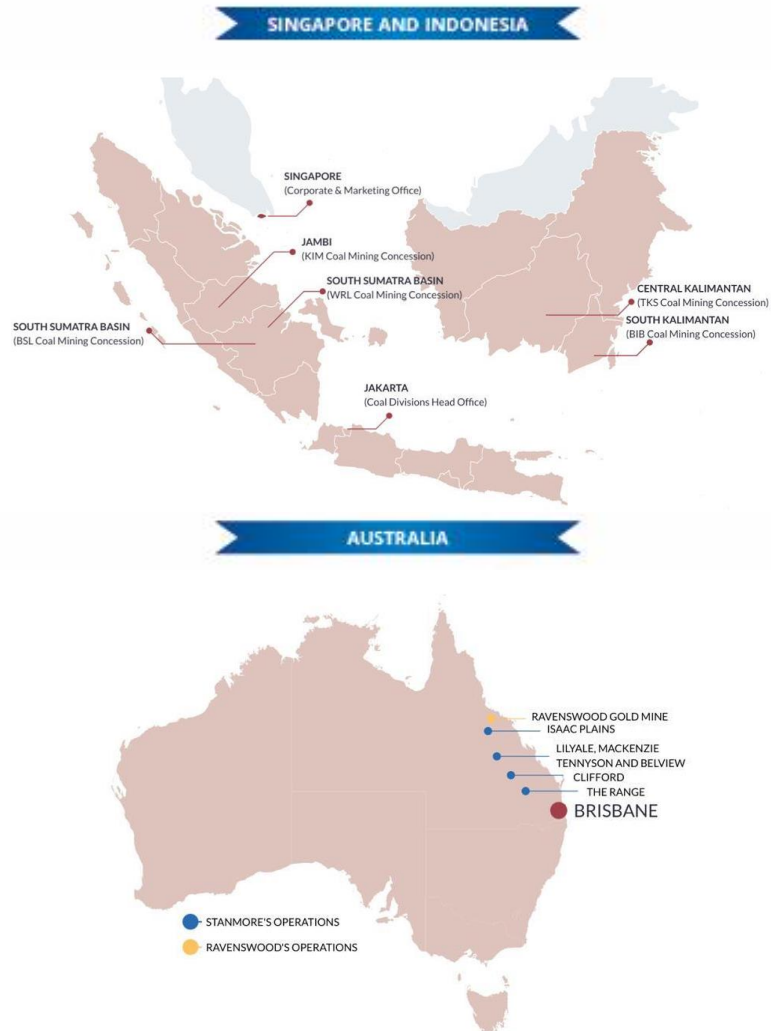 SINGAPORE AND INDONESIA
SINGAPORE
(Corporate & Marketing Office)
JAMBI
(KIM Coal Mining Concession)
SOUTH SUMATRA BASIN
(WRL Coal Mining Concession)
CENTRAL KALIMANTAN
(TKS Coal Mining Concession)
SOUTH KALIMANTAN
(BIB Coal Mining Concession)
SOUTH SUMATRA BASIN
(BSL Coal Mining Concession)
JAKARTA
(Coal Divisions Head Office)
AUSTRALIA
RAVENSWOOD GOLD MINE
ISAAC PLAINS
LILYALE, MACKENZIE
TENNYSON AND BELVIEW
CLIFFORD
THE RANGE
BRISBANE
STANMORE'S OPERATIONS
RAVENSWOOD'S OPERATIONS